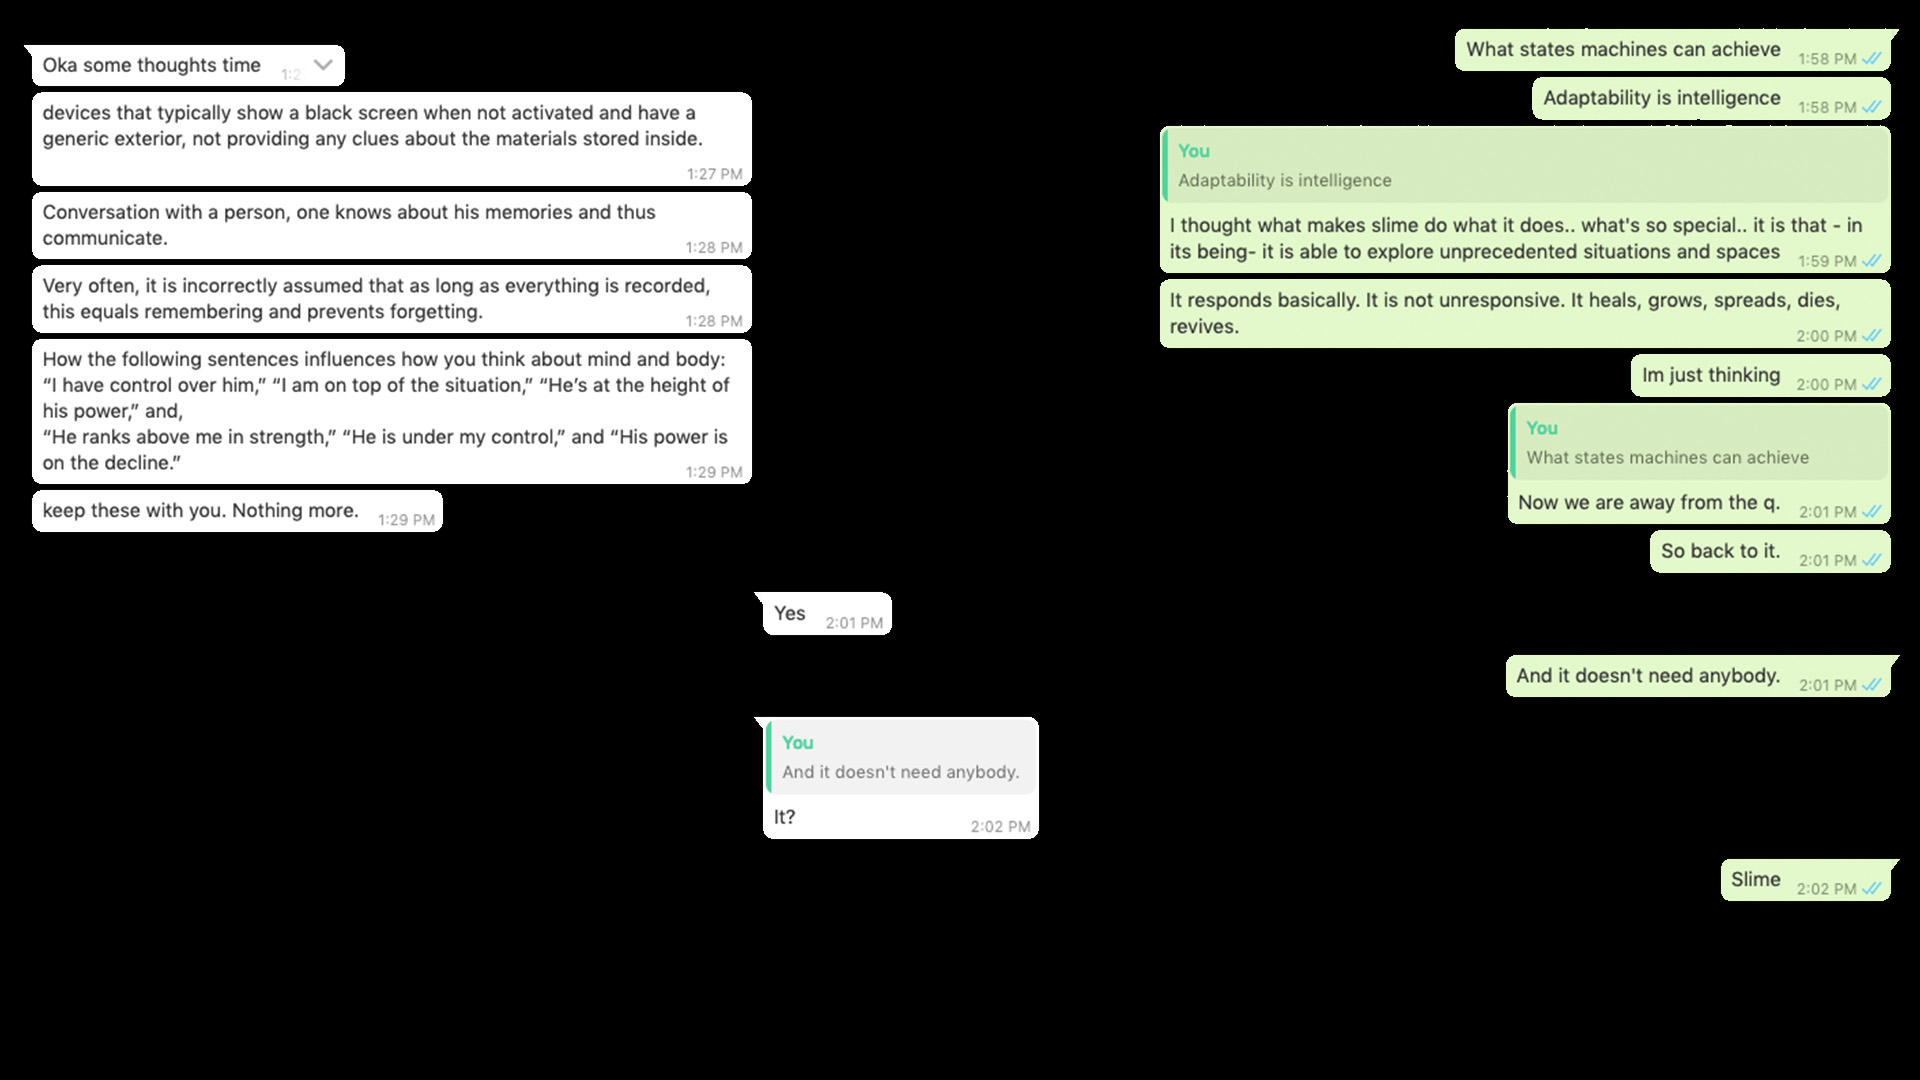 Oka some thoughts time
devices that typically show a black screen when not activated and have a
generic exterior, not providing any clues about the materials stored inside.
1:27 PM
Conversation with a person, one knows about his memories and thus
communicate.
1:28 PM
Very often, it is incorrectly assumed that as long as everything is recorded,
this equals remembering and prevents forgetting.
1:28 PM
How the following sentences influences how you think about mind and body:
“I have control over him,” “I am on top of the situation,” “He’s at the height of
his power,” and,
“He ranks above me in strength,” “He is under my control,” and “His power is
on the decline.”
1:29 PM
keep these with you. Nothing more. 1:29 PM
What states machines can achieve 1:58 PM
Adaptability is intelligence 1:58 PM
You
Adaptability is intelligence
I thought what makes slime do what it does.. what's so special.. it is that - in
its being- it is able to explore unprecedented situations and spaces 1:59 PM
It responds basically. It is not unresponsive. It heals, grows, spreads, dies,
revives.
2:00 PM
Im just thinking 2:00 PM
You
What states machines can achieve
Now we are away from the q. 2:01 PM
So back to it. 2:01 PM
Yes 2:01 PM
And it doesn't need anybody. 2:01 PM
You
And it doesn't need anybody.
It? 2:02 PM
Slime 2:02 PM